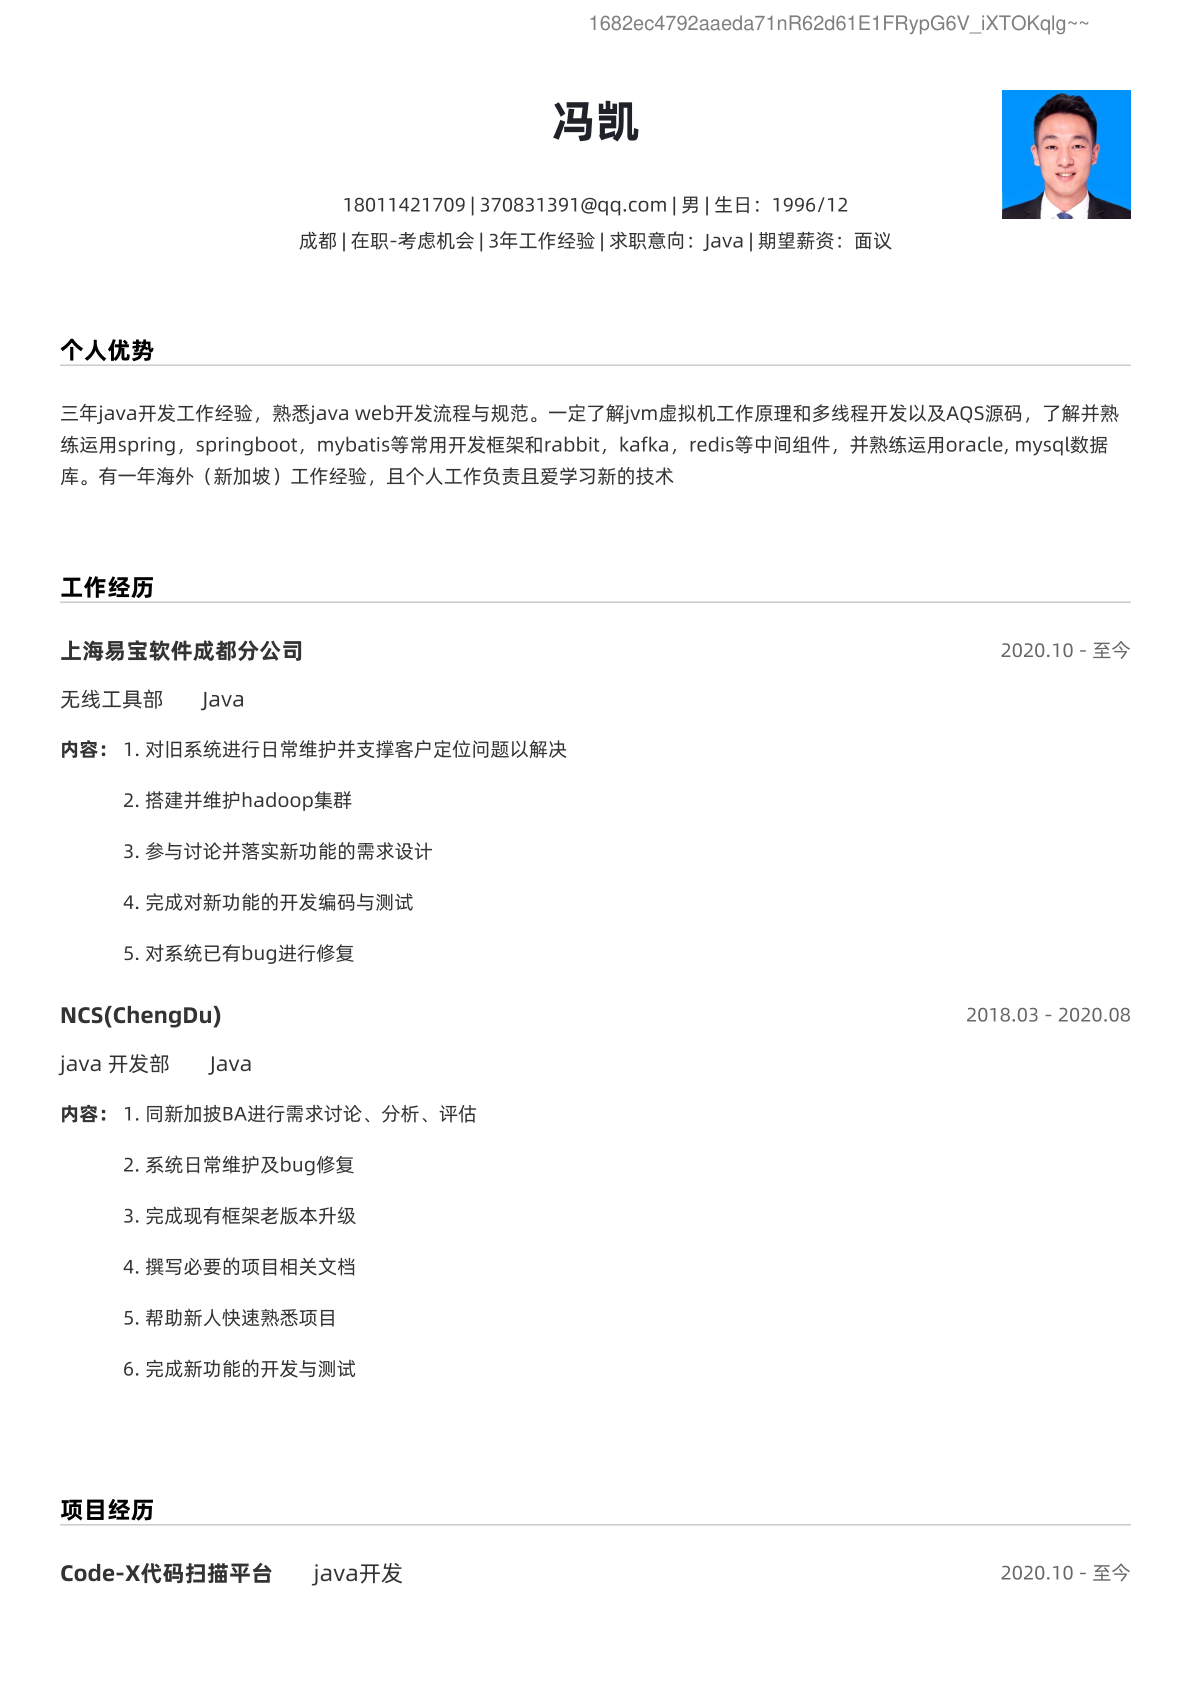 1682ec4792aaeda71nR62d61E1FRypG6V_iXTOKqlg~~
冯凯
18011421709 | 370831391@qq.com | 男 | 生日：1996/12
成都 | 在职-考虑机会 | 3年工作经验 | 求职意向：Java | 期望薪资：面议
个人优势
三年java开发工作经验，熟悉java web开发流程与规范。一定了解jvm虚拟机工作原理和多线程开发以及AQS源码，了解并熟
练运用spring，springboot，mybatis等常用开发框架和rabbit，kafka，redis等中间组件，并熟练运用oracle, mysql数据
库。有一年海外（新加坡）工作经验，且个人工作负责且爱学习新的技术
工作经历
上海易宝软件成都分公司 2020.10 - 至今
无线工具部 Java
内容： 1. 对旧系统进行日常维护并支撑客户定位问题以解决
2. 搭建并维护hadoop集群
3. 参与讨论并落实新功能的需求设计
4. 完成对新功能的开发编码与测试
5. 对系统已有bug进行修复
NCS(ChengDu) 2018.03 - 2020.08
java 开发部 Java
内容： 1. 同新加披BA进行需求讨论、分析、评估
2. 系统日常维护及bug修复
3. 完成现有框架老版本升级
4. 撰写必要的项目相关文档
5. 帮助新人快速熟悉项目
6. 完成新功能的开发与测试
项目经历
Code-X代码扫描平台 java开发 2020.10 - 至今